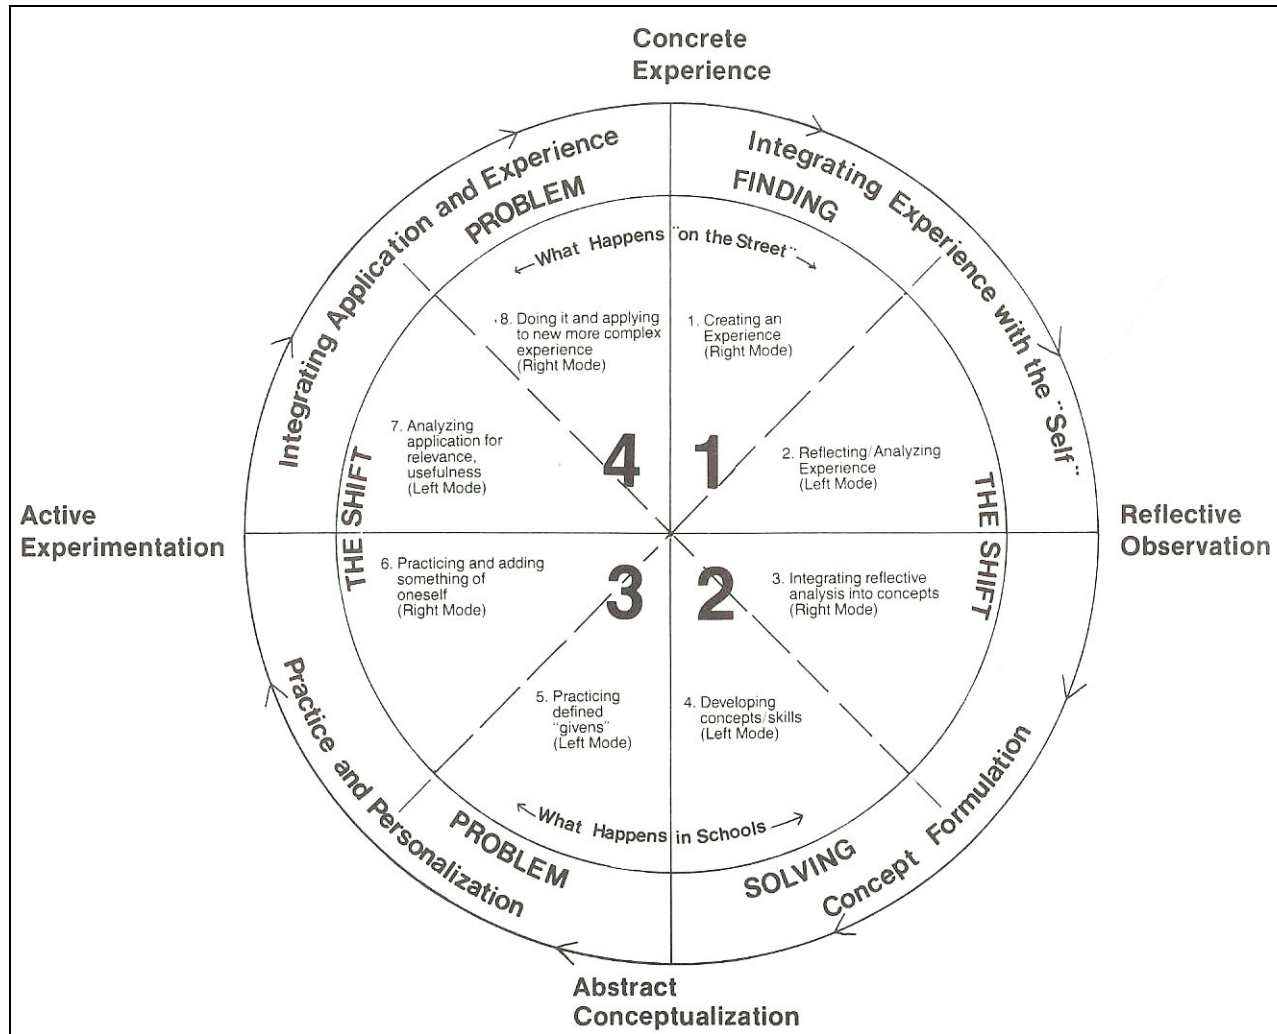 Concrete
Experience
Integrating Application and Experience
Integrating Experience with the "Self"
PROBLEM
FINDING
What Happens "on the Street"
8. Doing it and applying
to new more complex
experience
(Right Mode)
1. Creating an
Experience
(Right Mode)
7. Analyzing
application for
relevance,
usefulness
(Left Mode)
4
1
2. Reflecting/Analyzing
Experience
(Left Mode)
THE SHIFT
THE SHIFT
Active
Experimentation
Reflective
Observation
6. Practicing and adding
something of
oneself
(Right Mode)
3
2
3. Integrating reflective
analysis into concepts
(Right Mode)
5. Practicing
defined
"givens"
(Left Mode)
4. Developing
concepts/skills
(Left Mode)
What Happens in Schools
PROBLEM
SOLVING
Practice and Personalization
Concept Formulation
Abstract
Conceptualization